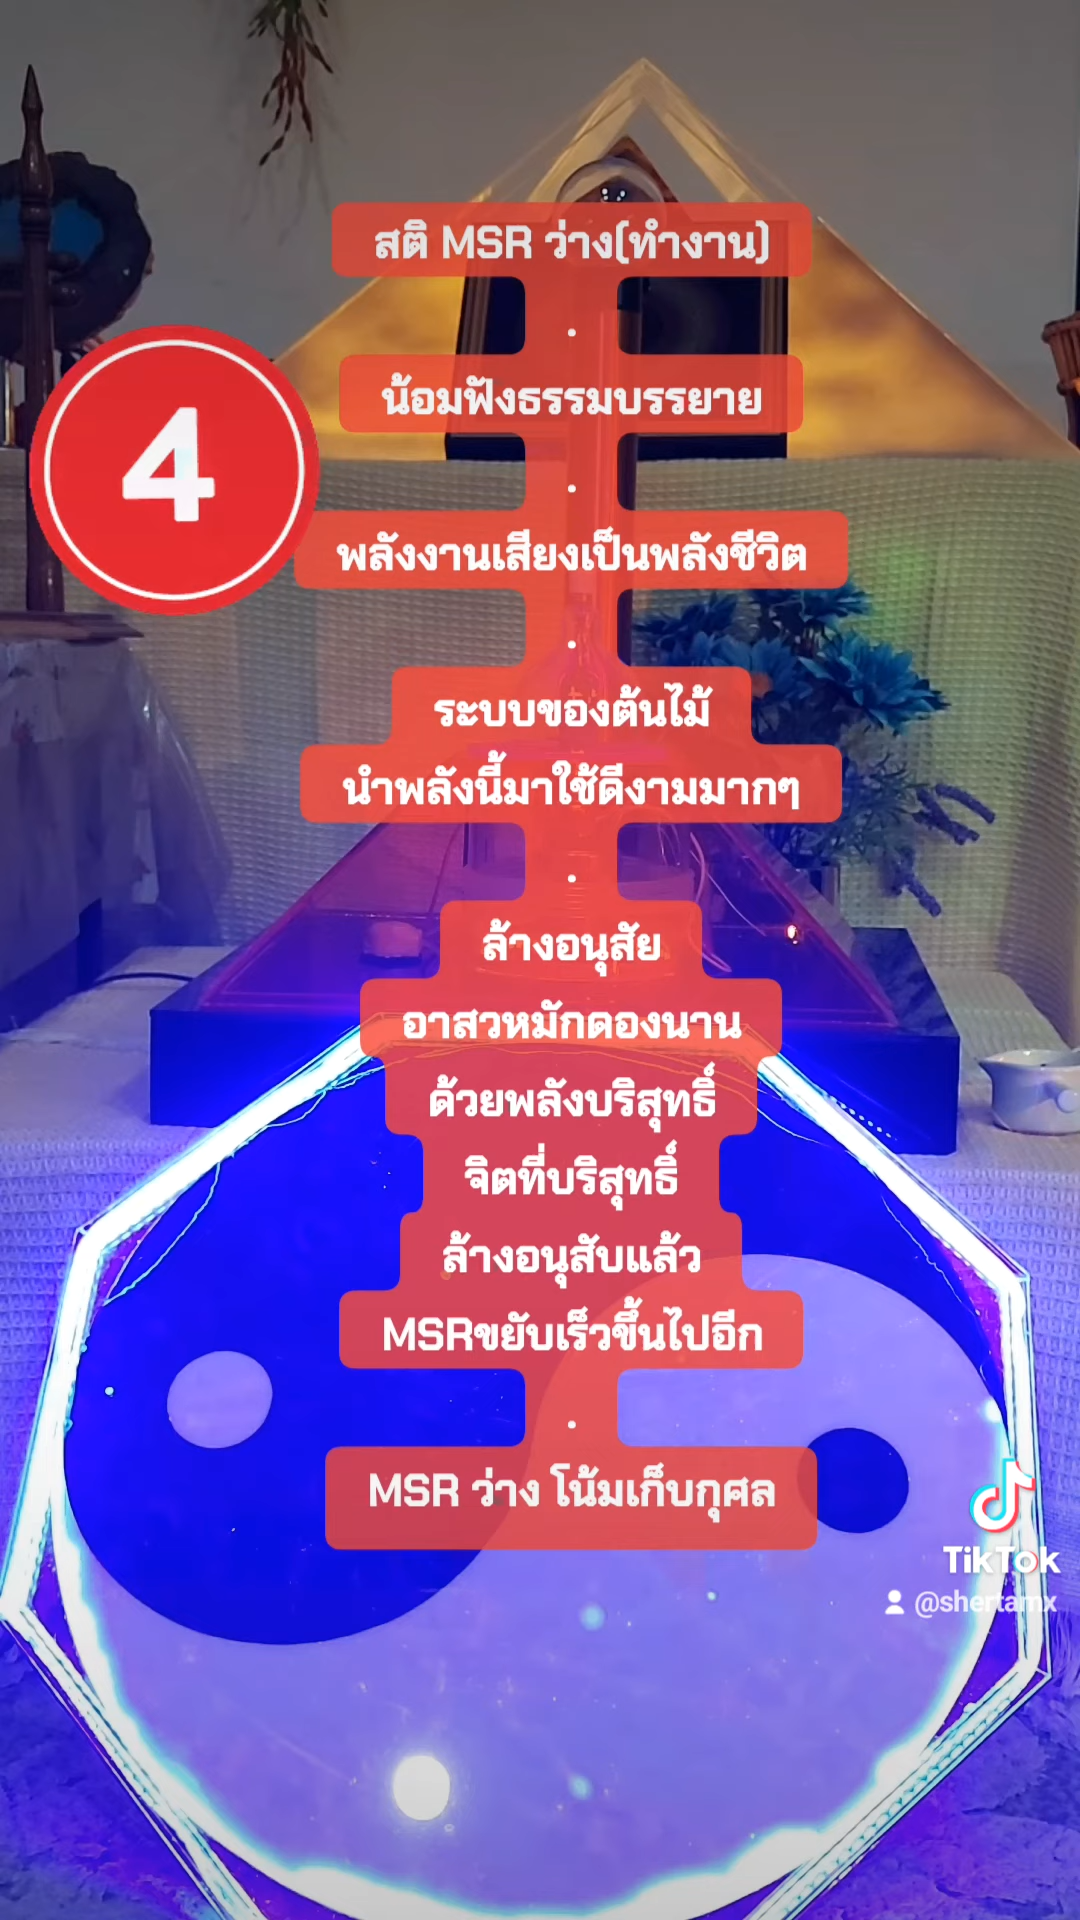 สติ MSR ว่าง(ทำงาน)
.
น้อมฟังธรรมบรรยาย
.
4
พลังงานเสียงเป็นพลังชีวิต
.
ระบบของต้นไม้
นำพลังนี้มาใช้ดีงามมากๆ
.
ล้างอนุสัย
อาสวหมักดองนาน
ด้วยพลังบริสุทธิ์
จิตที่บริสุทธิ์
ล้างอนุสับแล้ว
MSRขยับเร็วขึ้นไปอีก
.
MSR ว่าง โน้มเก็บกุศล
TikTok
@shertamx